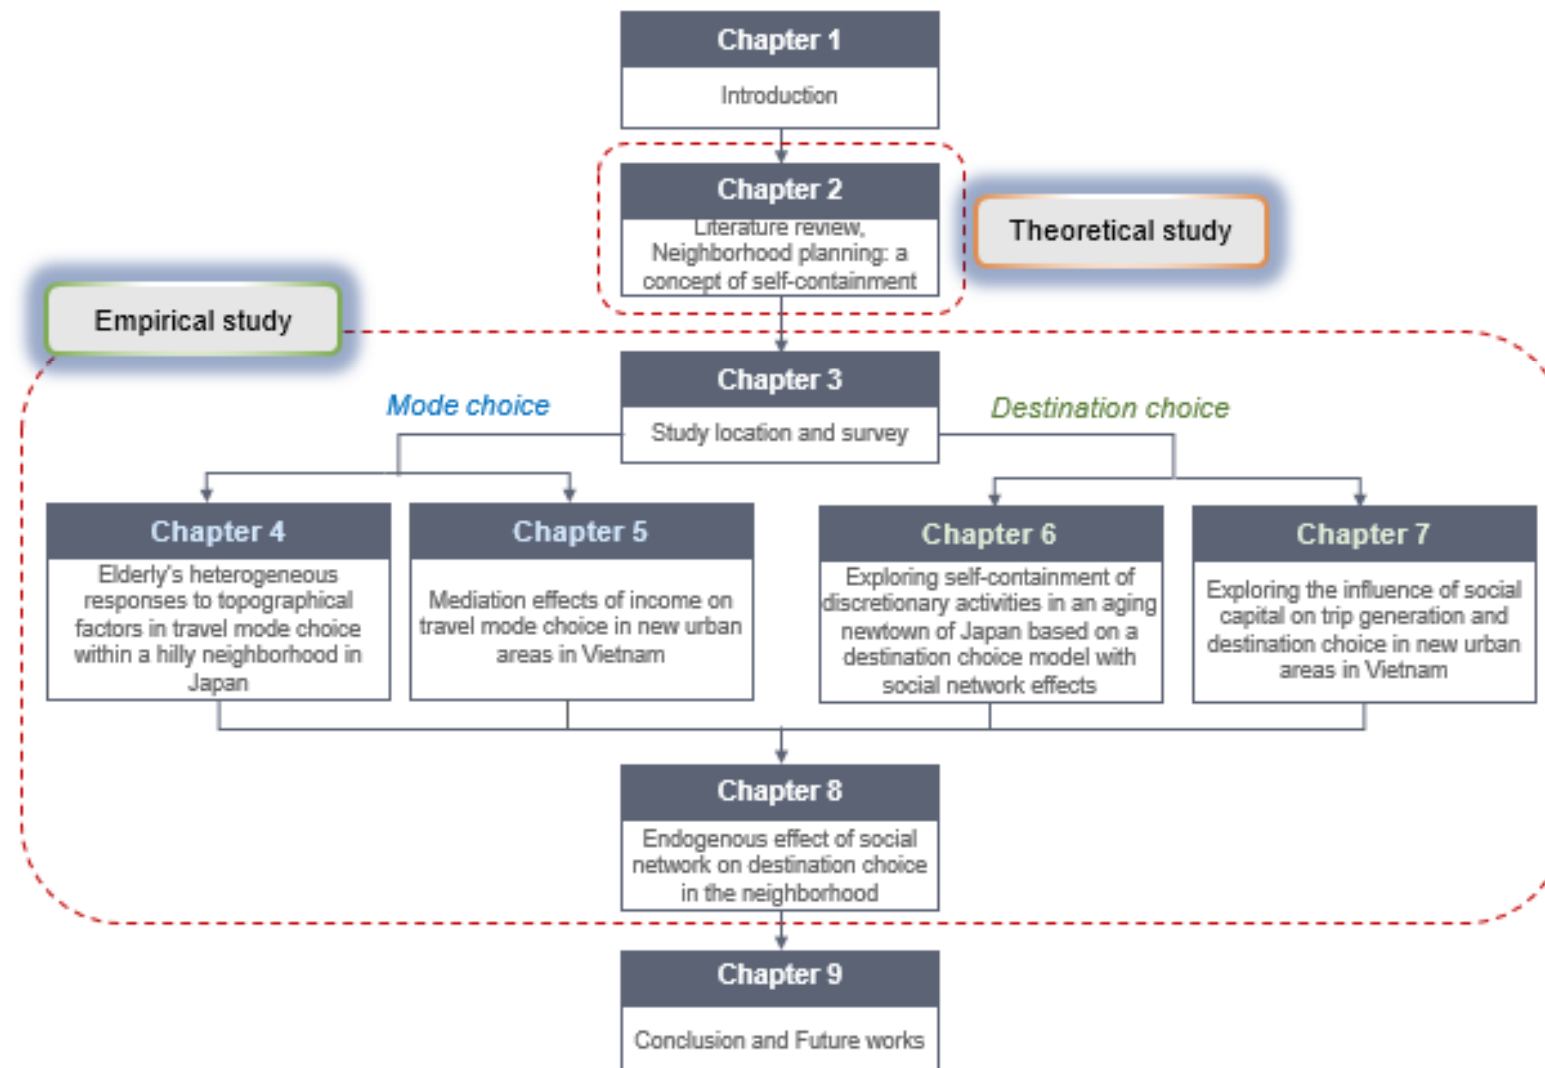 Chapter 1
Introduction
Chapter 2
Literature review,
Neighborhood planning: a
concept of self-containment
Theoretical study
Empirical study
Chapter 3
Study location and survey
Mode choice
Destination choice
Chapter 4
Elderly's heterogeneous
responses to topographical
factors in travel mode choice
within a hilly neighborhood in
Japan
Chapter 5
Mediation effects of income on
travel mode choice in new urban
areas in Vietnam
Chapter 6
Exploring self-containment of
discretionary activities in an aging
newtown of Japan based on a
destination choice model with
social network effects
Chapter 7
Exploring the influence of social
capital on trip generation and
destination choice in new urban
areas in Vietnam
Chapter 8
Endogenous effect of social
network on destination choice
in the neighborhood
Chapter 9
Conclusion and Future works